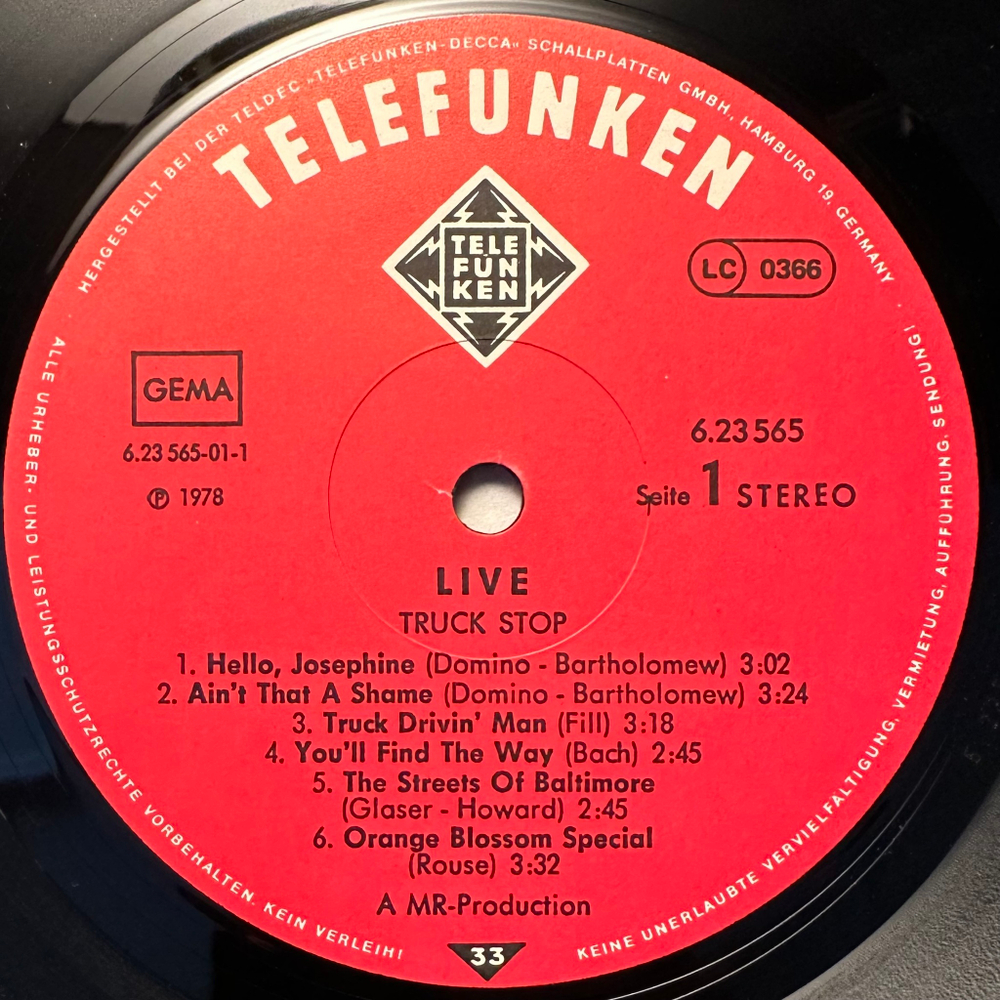 HERGESTELLT BEI DER TELDEC »TELEFUNKEN-DECCA« SCHALLPLATTEN GMBH., HAMBURG 19, GERMANY
TELEFUNKEN
TELE
FUN
KEN
LC 0366
GEMA
6.23 565-01-1
℗ 1978
6.23565
Seite 1 STEREO
LIVE
TRUCK STOP
1. Hello, Josephine (Domino - Bartholomew) 3:02
2. Ain't That A Shame (Domino - Bartholomew) 3:24
3. Truck Drivin' Man (Fill) 3:18
4. You'll Find The Way (Bach) 2:45
5. The Streets Of Baltimore
(Glaser - Howard) 2:45
6. Orange Blossom Special
(Rouse) 3:32
A MR-Production
33
ALLE URHEBER- UND LEISTUNGSSCHUTZRECHTE VORBEHALTEN. KEIN VERLEIH!
KEINE UNERLAUBTE VERVIELFÄLTIGUNG, VERMIETUNG, AUFFÜHRUNG, SENDUNG!